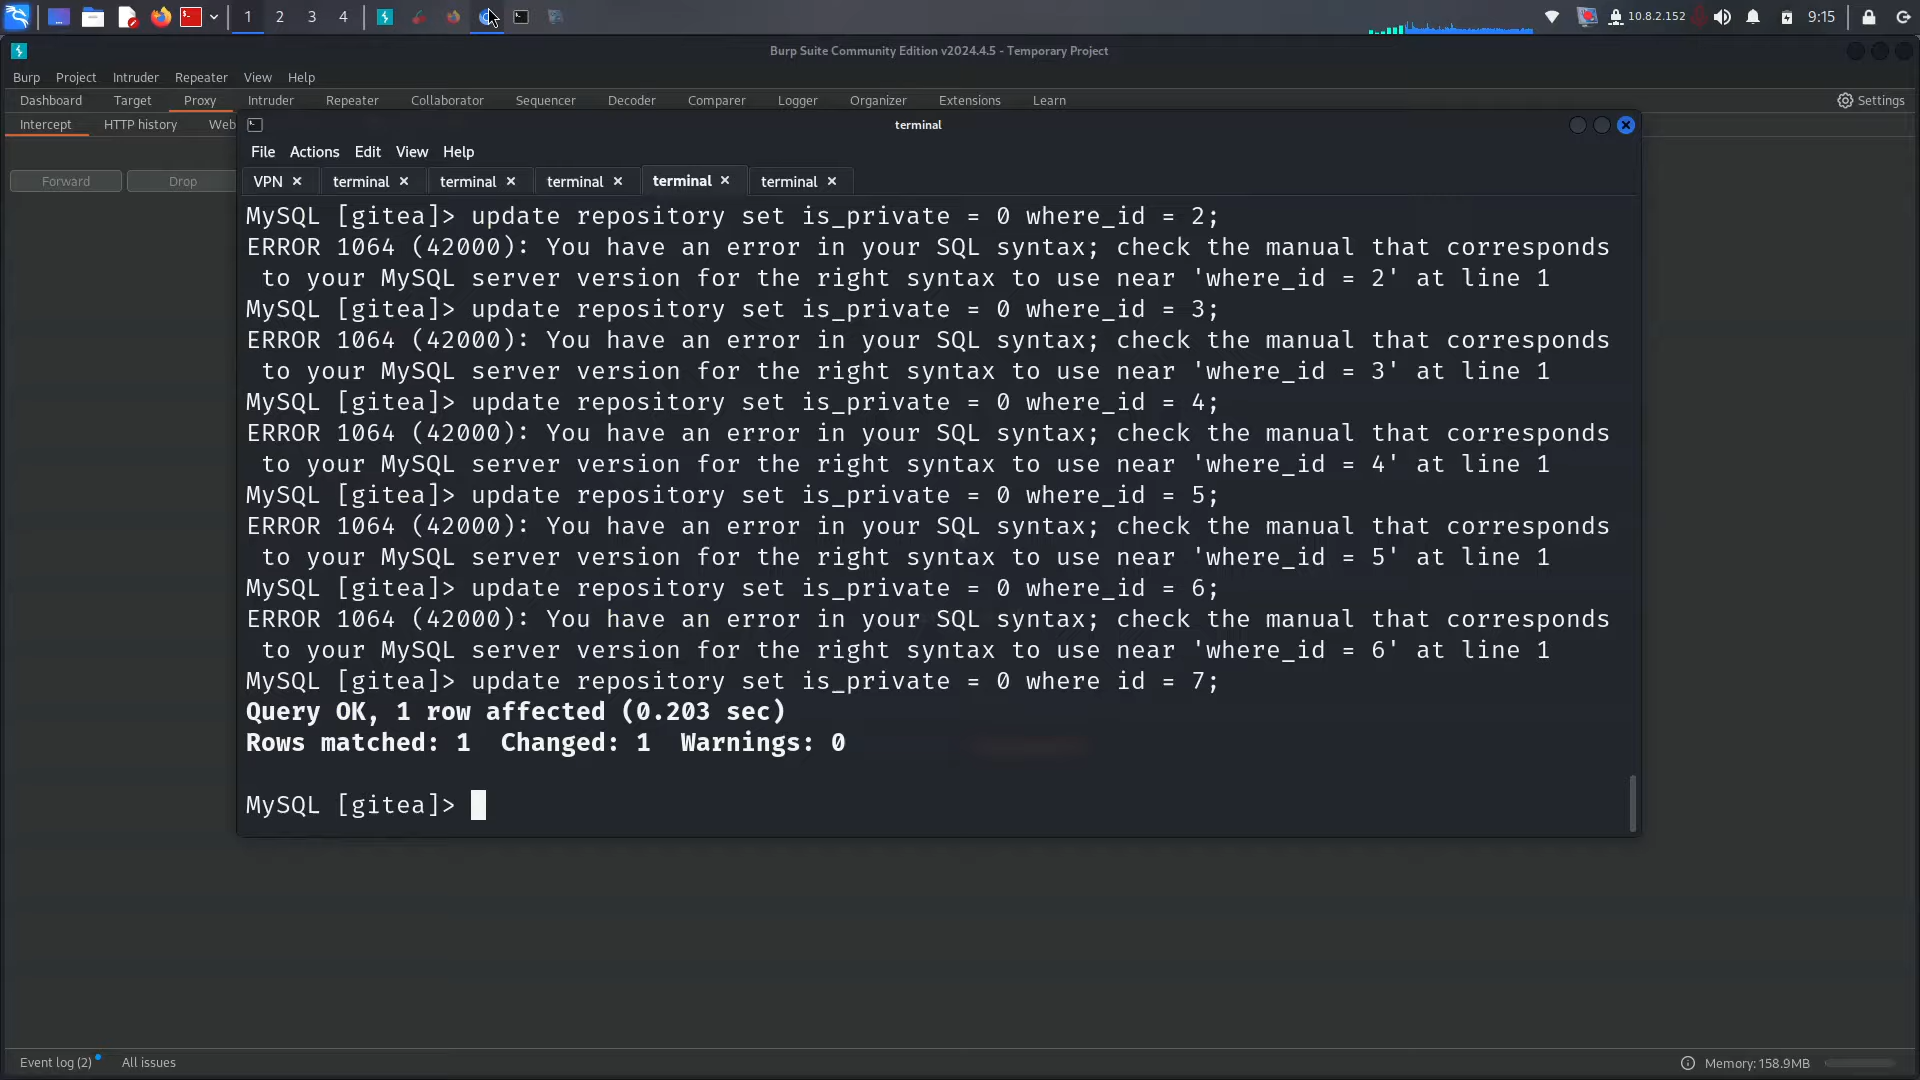 1 2 3 4
10.8.2.152
9:15
Burp Suite Community Edition v2024.4.5 - Temporary Project
Burp Project Intruder Repeater View Help
Dashboard Target Proxy Intruder Repeater Collaborator Sequencer Decoder Comparer Logger Organizer Extensions Learn Settings
Intercept HTTP history Web
terminal
File Actions Edit View Help
Forward Drop
VPN × terminal × terminal × terminal × terminal × terminal ×
MySQL [gitea]> update repository set is_private = 0 where_id = 2;
ERROR 1064 (42000): You have an error in your SQL syntax; check the manual that corresponds
to your MySQL server version for the right syntax to use near 'where_id = 2' at line 1
MySQL [gitea]> update repository set is_private = 0 where_id = 3;
ERROR 1064 (42000): You have an error in your SQL syntax; check the manual that corresponds
to your MySQL server version for the right syntax to use near 'where_id = 3' at line 1
MySQL [gitea]> update repository set is_private = 0 where_id = 4;
ERROR 1064 (42000): You have an error in your SQL syntax; check the manual that corresponds
to your MySQL server version for the right syntax to use near 'where_id = 4' at line 1
MySQL [gitea]> update repository set is_private = 0 where_id = 5;
ERROR 1064 (42000): You have an error in your SQL syntax; check the manual that corresponds
to your MySQL server version for the right syntax to use near 'where_id = 5' at line 1
MySQL [gitea]> update repository set is_private = 0 where_id = 6;
ERROR 1064 (42000): You have an error in your SQL syntax; check the manual that corresponds
to your MySQL server version for the right syntax to use near 'where_id = 6' at line 1
MySQL [gitea]> update repository set is_private = 0 where id = 7;
Query OK, 1 row affected (0.203 sec)
Rows matched: 1 Changed: 1 Warnings: 0
MySQL [gitea]>
Event log (2) All issues Memory: 158.9MB